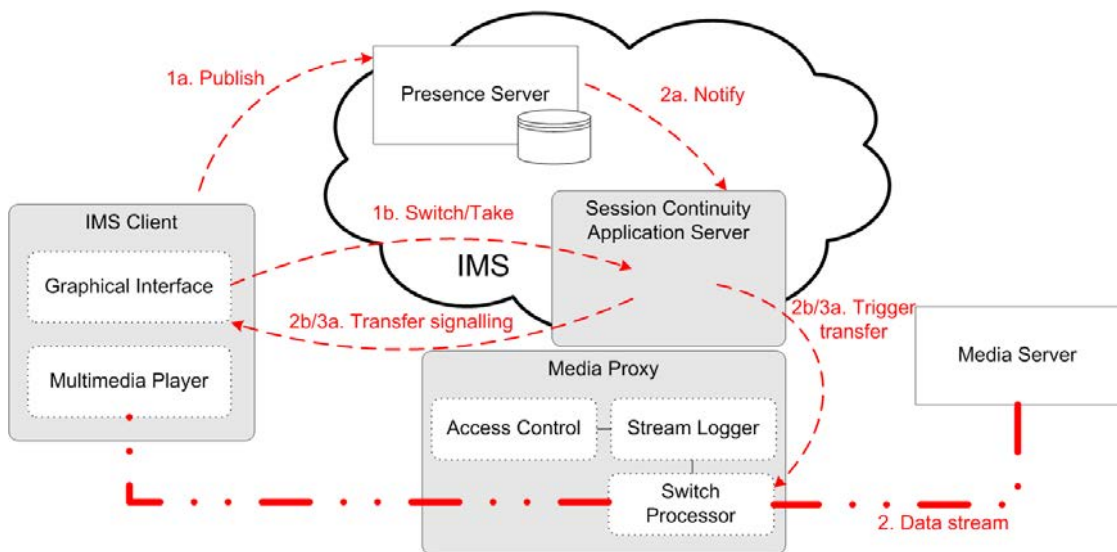 1a. Publish
Presence Server
2a. Notify
IMS Client
Graphical Interface
Multimedia Player
1b. Switch/Take
IMS
2b/3a. Transfer signalling
Session Continuity
Application Server
2b/3a. Trigger
transfer
Media Server
Media Proxy
Access Control
Stream Logger
Switch
Processor
2. Data stream